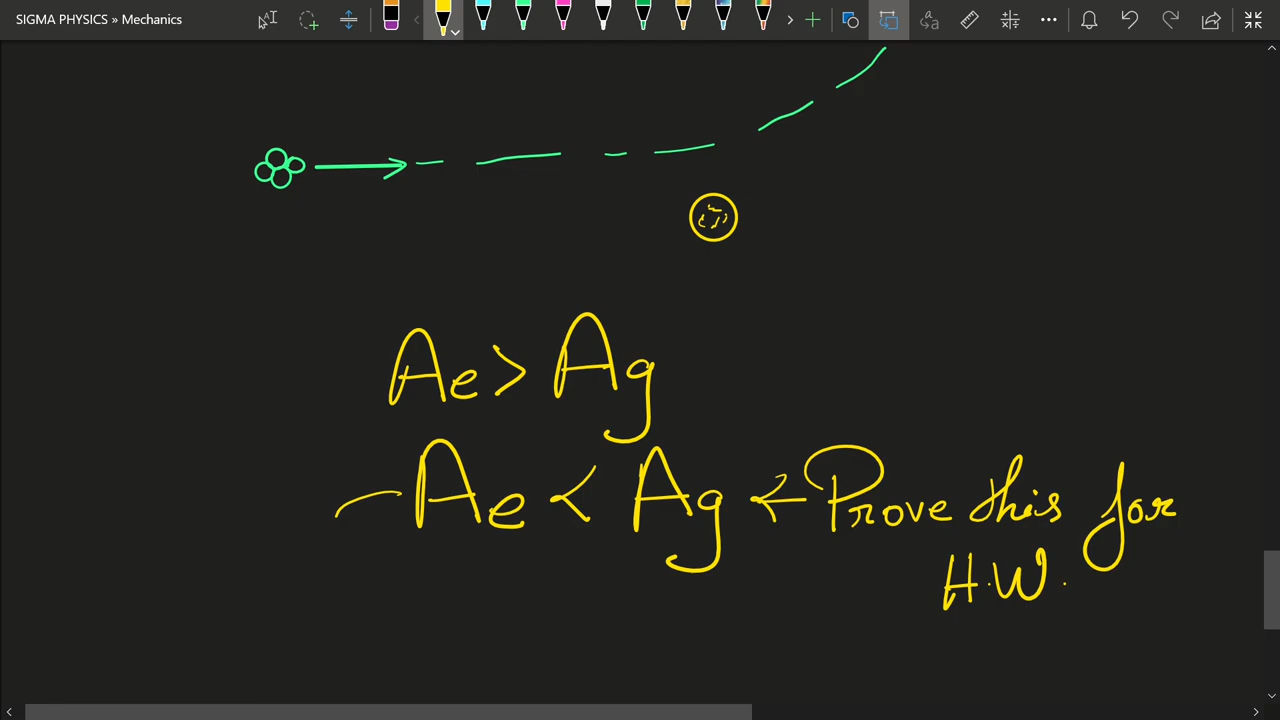 SIGMA PHYSICS » Mechanics
Ae > Ag
Ae < Ag ← Prove this for
H.W.